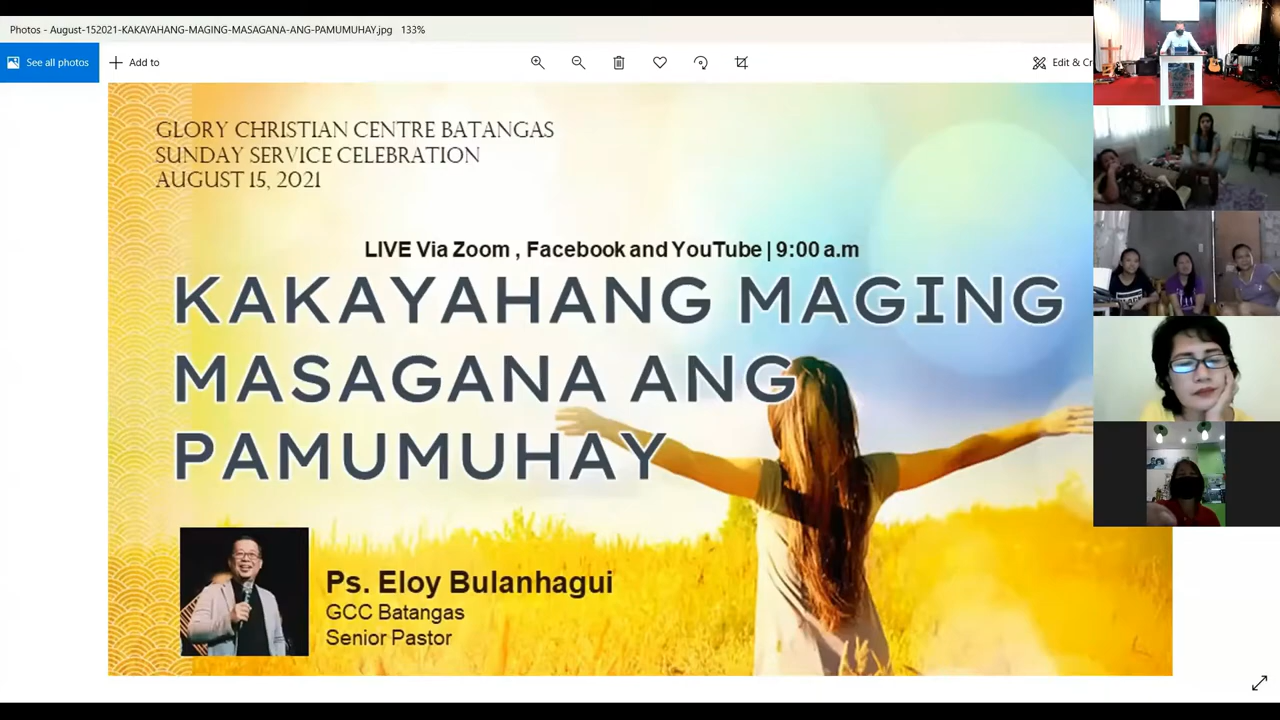 Photos - August-152021-KAKAYAHANG-MAGING-MASAGANA-ANG-PAMUMUHAY.jpg 133%
See all photos
Add to
Edit & Cr
GLORY CHRISTIAN CENTRE BATANGAS
SUNDAY SERVICE CELEBRATION
AUGUST 15, 2021
LIVE Via Zoom , Facebook and YouTube | 9:00 a.m
KAKAYAHANG MAGING
MASAGANA ANG
PAMUMUHAY
Ps. Eloy Bulanhagui
GCC Batangas
Senior Pastor